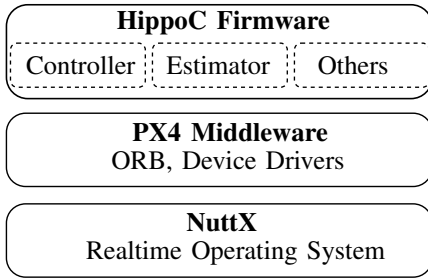 HippoC Firmware
Controller Estimator Others
PX4 Middleware
ORB, Device Drivers
NuttX
Realtime Operating System